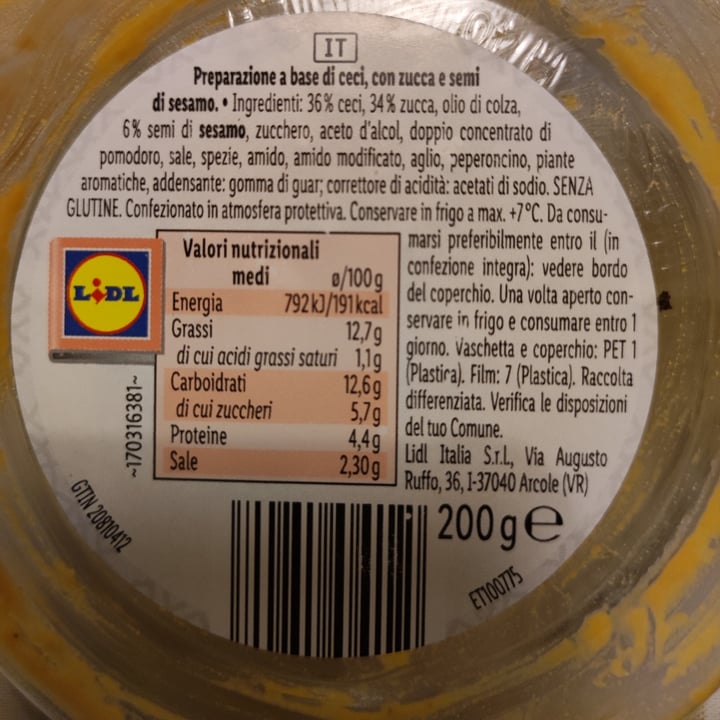 IT
Preparazione a base di ceci, con zucca e semi
di sesamo. • Ingredienti: 36% ceci, 34% zucca, olio di colza,
6% semi di sesamo, zucchero, aceto d'alcol, doppio concentrato di
pomodoro, sale, spezie, amido, amido modificato, aglio, peperoncino, piante
aromatiche, addensante: gomma di guar; correttore di acidità: acetati di sodio. SENZA
GLUTINE. Confezionato in atmosfera protettiva. Conservare in frigo a max. +7°C. Da consu-
marsi preferibilmente entro il (in
confezione integra): vedere bordo
del coperchio. Una volta aperto con-
servare in frigo e consumare entro 1
giorno. Vaschetta e coperchio: PET 1
(Plastica). Film: 7 (Plastica). Raccolta
differenziata. Verifica le disposizioni
del tuo Comune.
Lidl Italia S.r.L, Via Augusto
Ruffo, 36, I-37040 Arcole (VR)
LIDL
Valori nutrizionali
medi ø/100g
Energia 792kJ/191kcal
Grassi 12,7g
di cui acidi grassi saturi 1,1g
Carboidrati 12,6g
di cui zuccheri 5,7g
Proteine 4,4g
Sale 2,30g
~170316381~
GTIN 20810412
200g e
ET100775